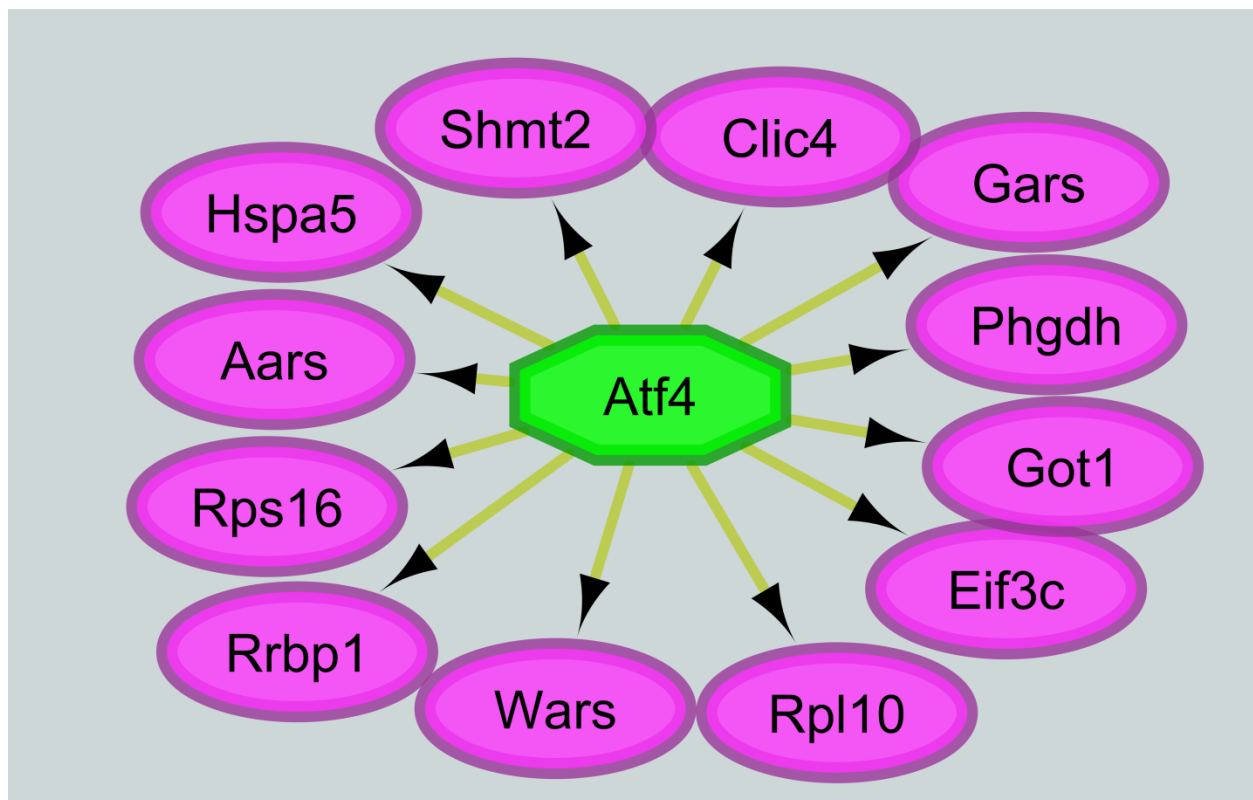 Shmt2
Clic4
Gars
Hspa5
Phgdh
Aars
Atf4
Got1
Rps16
Eif3c
Rrbp1
Wars
Rpl10